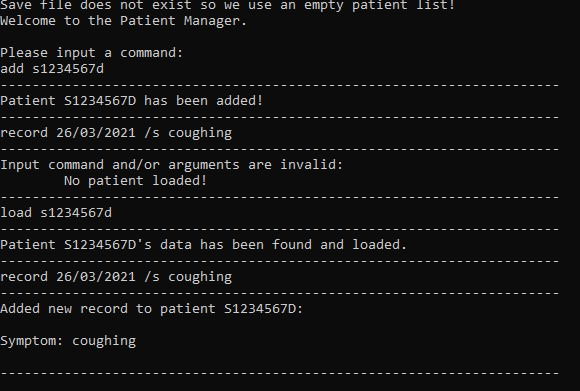 Save file does not exist so we use an empty patient list!
Welcome to the Patient Manager.
Please input a command:
add s1234567d
----------------------------------------------------------------------
Patient S1234567D has been added!
----------------------------------------------------------------------
record 26/03/2021 /s coughing
----------------------------------------------------------------------
Input command and/or arguments are invalid:
        No patient loaded!
----------------------------------------------------------------------
load s1234567d
----------------------------------------------------------------------
Patient S1234567D's data has been found and loaded.
----------------------------------------------------------------------
record 26/03/2021 /s coughing
----------------------------------------------------------------------
Added new record to patient S1234567D:
Symptom: coughing
----------------------------------------------------------------------